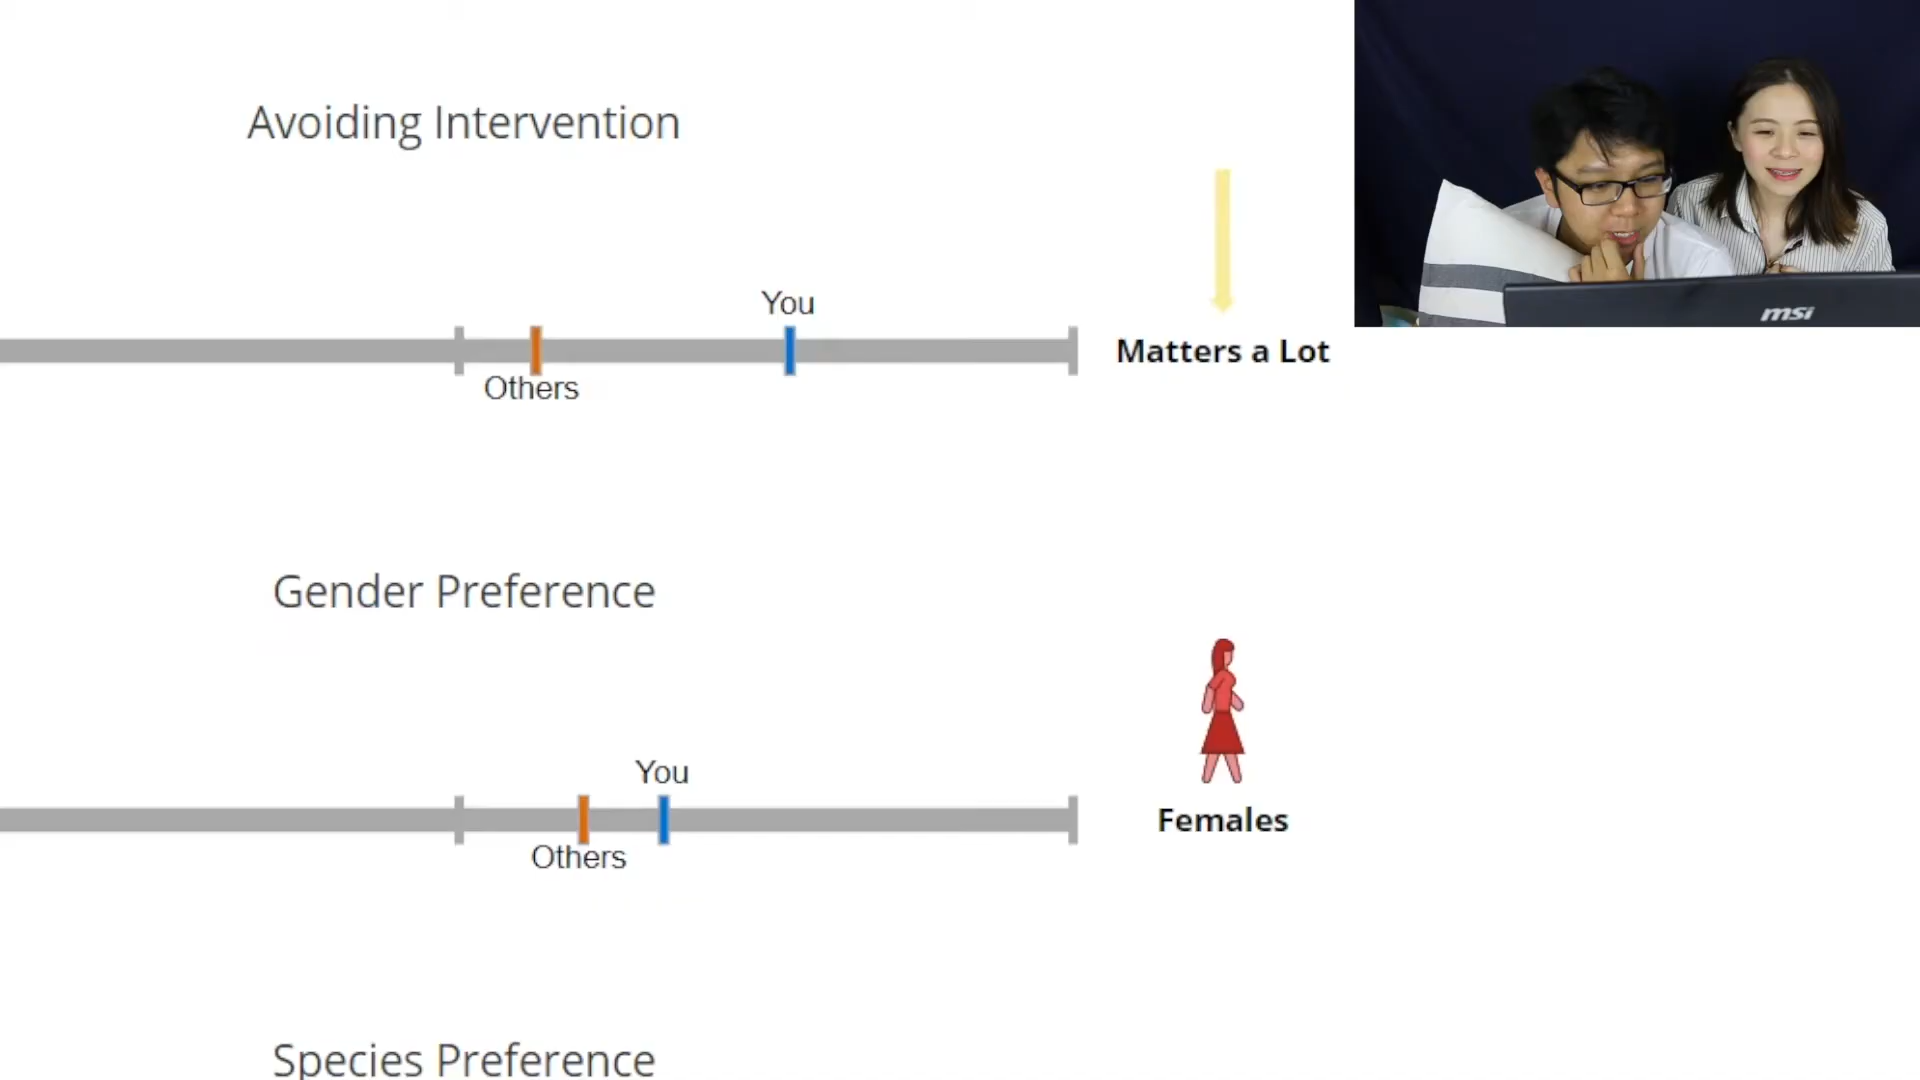 Avoiding Intervention
You
Others
Matters a Lot
msi
Gender Preference
You
Others
Females
Species Preference